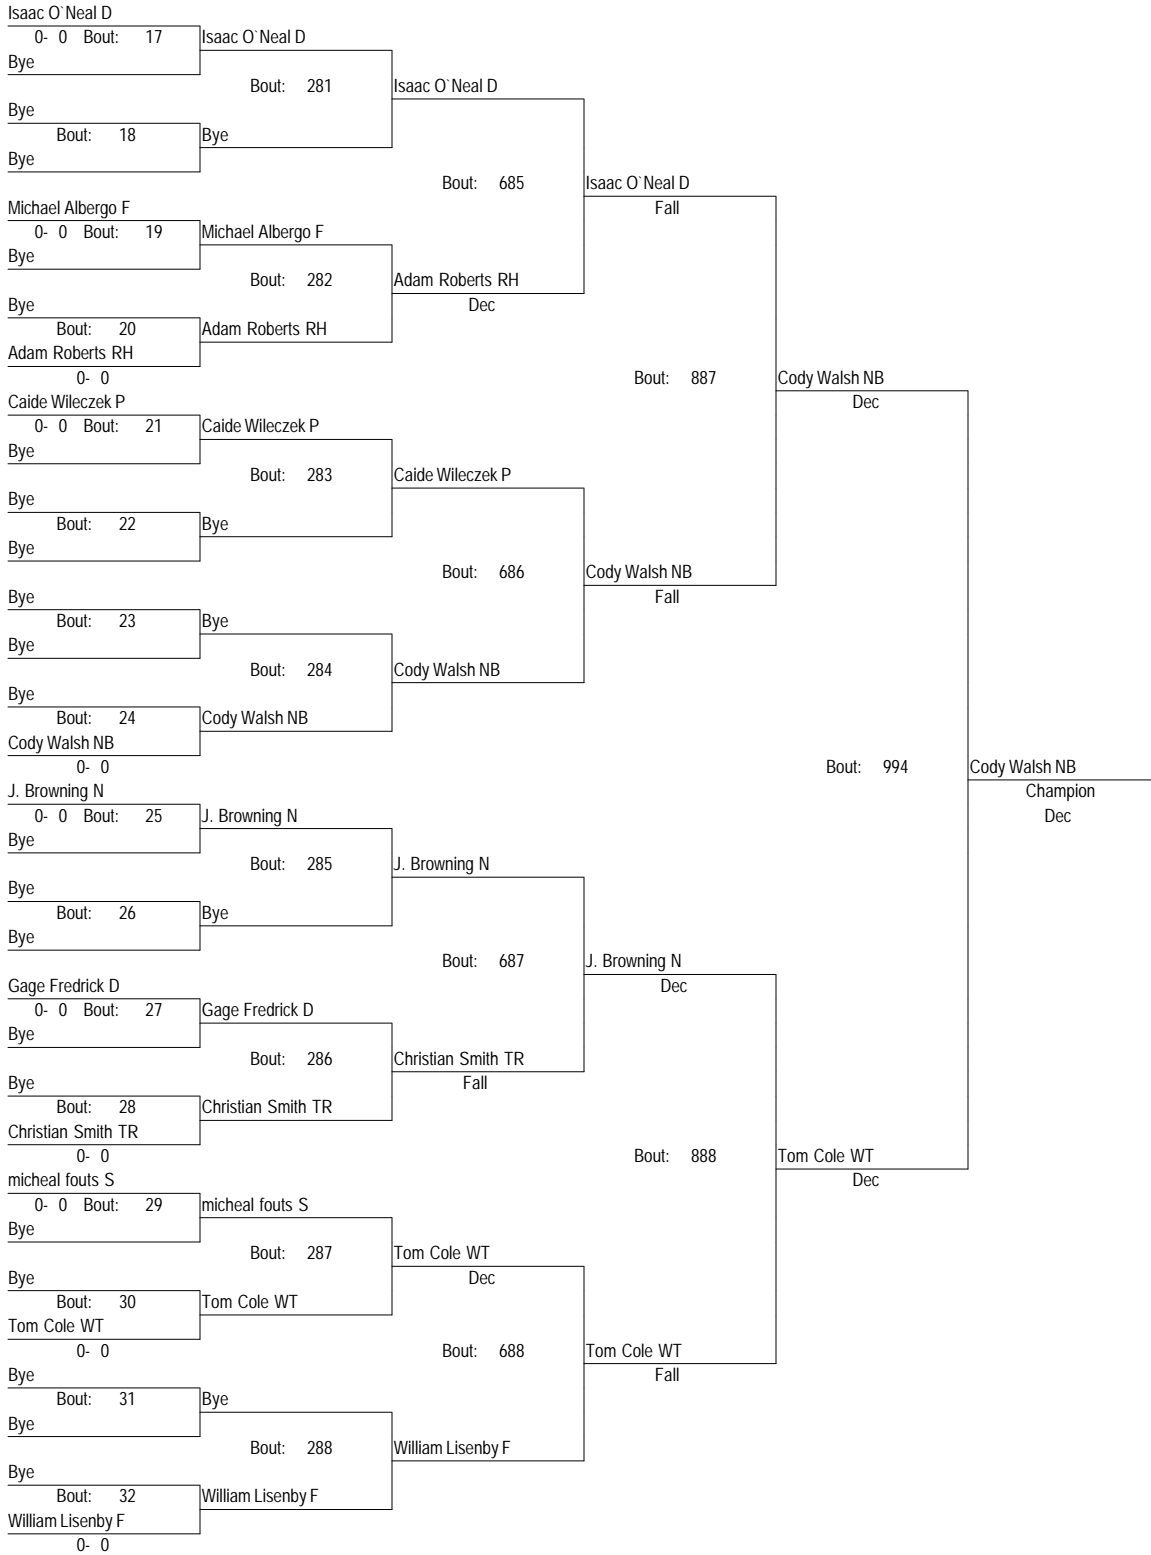 Isaac O`Neal D
0- 0 Bout: 17 Isaac O`Neal D
Bye
Bout: 281 Isaac O`Neal D
Bye
Bout: 18 Bye
Bye
Bout: 685 Isaac O`Neal D
Michael Albergo F Fall
0- 0 Bout: 19 Michael Albergo F
Bye
Bout: 282 Adam Roberts RH
Bye Dec
Bout: 20 Adam Roberts RH
Adam Roberts RH
0- 0 Bout: 887 Cody Walsh NB
Caide Wileczek P Dec
0- 0 Bout: 21 Caide Wileczek P
Bye
Bout: 283 Caide Wileczek P
Bye
Bout: 22 Bye
Bye
Bout: 686 Cody Walsh NB
Bye Fall
Bout: 23 Bye
Bye
Bout: 284 Cody Walsh NB
Bye
Bout: 24 Cody Walsh NB
Cody Walsh NB
0- 0 Bout: 994 Cody Walsh NB
J. Browning N Champion
0- 0 Bout: 25 J. Browning N Dec
Bye
Bout: 285 J. Browning N
Bye
Bout: 26 Bye
Bye
Bout: 687 J. Browning N
Gage Fredrick D Dec
0- 0 Bout: 27 Gage Fredrick D
Bye
Bout: 286 Christian Smith TR
Bye Fall
Bout: 28 Christian Smith TR
Christian Smith TR
0- 0 Bout: 888 Tom Cole WT
micheal fouts S Dec
0- 0 Bout: 29 micheal fouts S
Bye
Bout: 287 Tom Cole WT
Bye Dec
Bout: 30 Tom Cole WT
Tom Cole WT
0- 0 Bout: 688 Tom Cole WT
Bye Fall
Bout: 31 Bye
Bye
Bout: 288 William Lisenby F
Bye
Bout: 32 William Lisenby F
William Lisenby F
0- 0